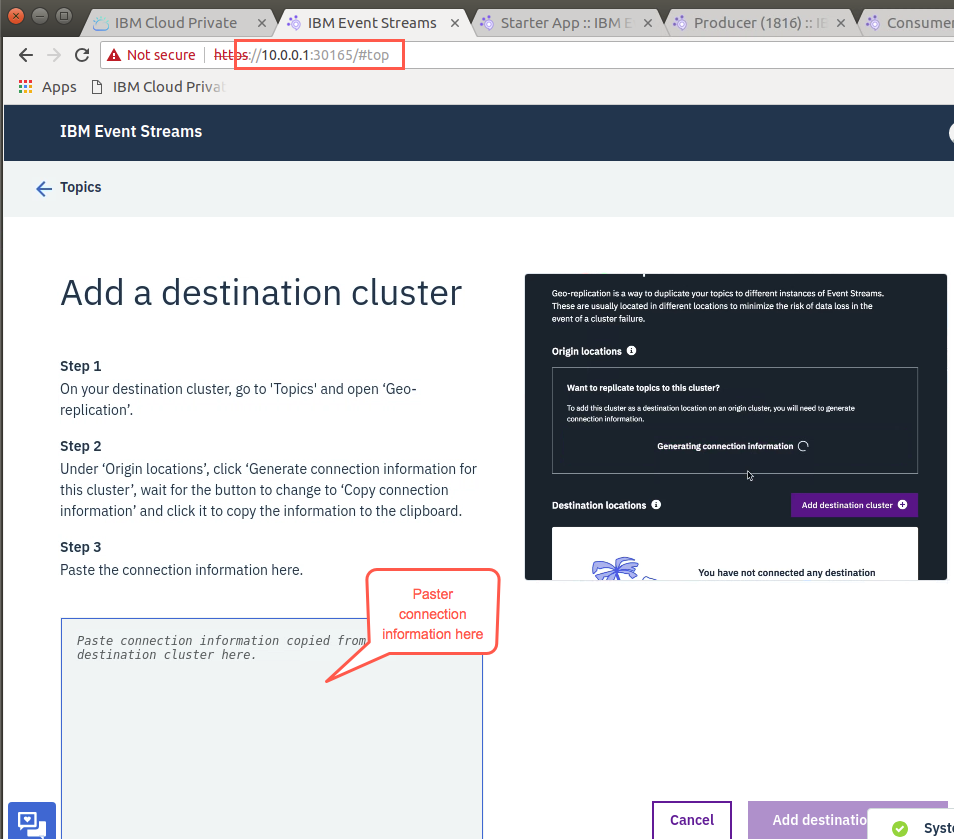 IBM Cloud Private
IBM Event Streams
Starter App :: IBM E
Producer (1816) :: IB
Consumer
Not secure
https://10.0.0.1:30165/#top
Apps
IBM Cloud Privat
IBM Event Streams
Topics
Add a destination cluster
Step 1
On your destination cluster, go to 'Topics' and open ‘Geo-
replication’.
Step 2
Under ‘Origin locations’, click ‘Generate connection information for
this cluster’, wait for the button to change to ‘Copy connection
information’ and click it to copy the information to the clipboard.
Step 3
Paste the connection information here.
Paste connection information copied from
destination cluster here.
Paster
connection
information here
Geo-replication is a way to duplicate your topics to different instances of Event Streams.
These are usually located in different locations to minimize the risk of data loss in the
event of a cluster failure.
Origin locations
Want to replicate topics to this cluster?
To add this cluster as a destination location on an origin cluster, you will need to generate
connection information.
Generating connection information
Destination locations
Add destination cluster
You have not connected any destination
Cancel
Add destinatio
Syste